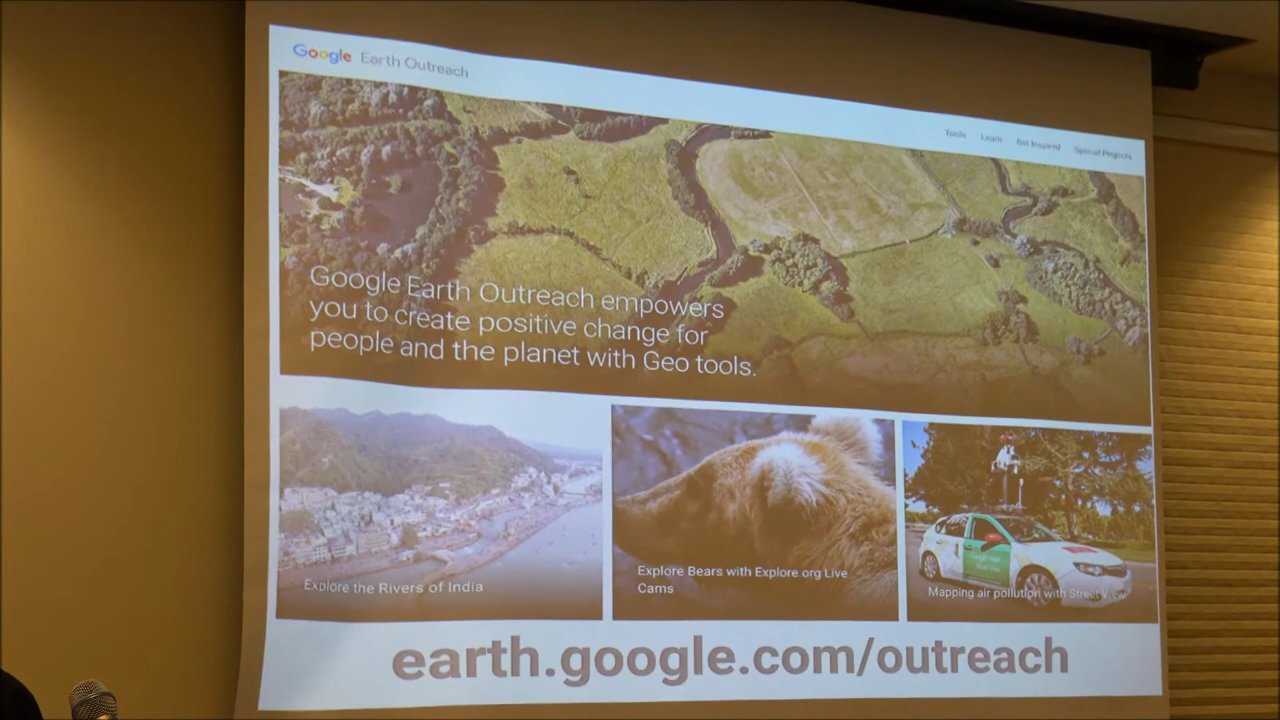 Google Earth Outreach
Tools Learn Get Inspired Special Projects
Google Earth Outreach empowers
you to create positive change for
people and the planet with Geo tools.
Explore the Rivers of India
Explore Bears with Explore.org Live
Cams
Mapping air pollution with Street View
earth.google.com/outreach